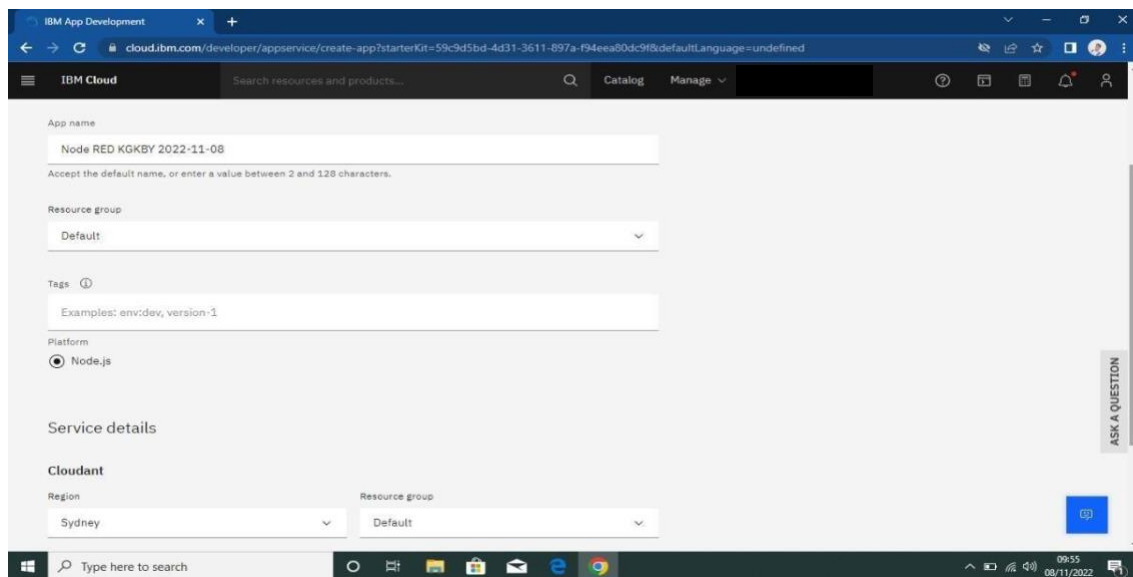 IBM App Development
cloud.ibm.com/developer/appservice/create-app?starterKit=59c9d5bd-4d31-3611-897a-f94eea80dc9f&defaultLanguage=undefined
IBM Cloud Search resources and products... Catalog Manage
App name
Node RED KGKBY 2022-11-08
Accept the default name, or enter a value between 2 and 128 characters.
Resource group
Default
Tags
Examples: env:dev, version-1
Platform
Node.js
ASK A QUESTION
Service details
Cloudant
Region Resource group
Sydney Default
Type here to search
09:55
08/11/2022